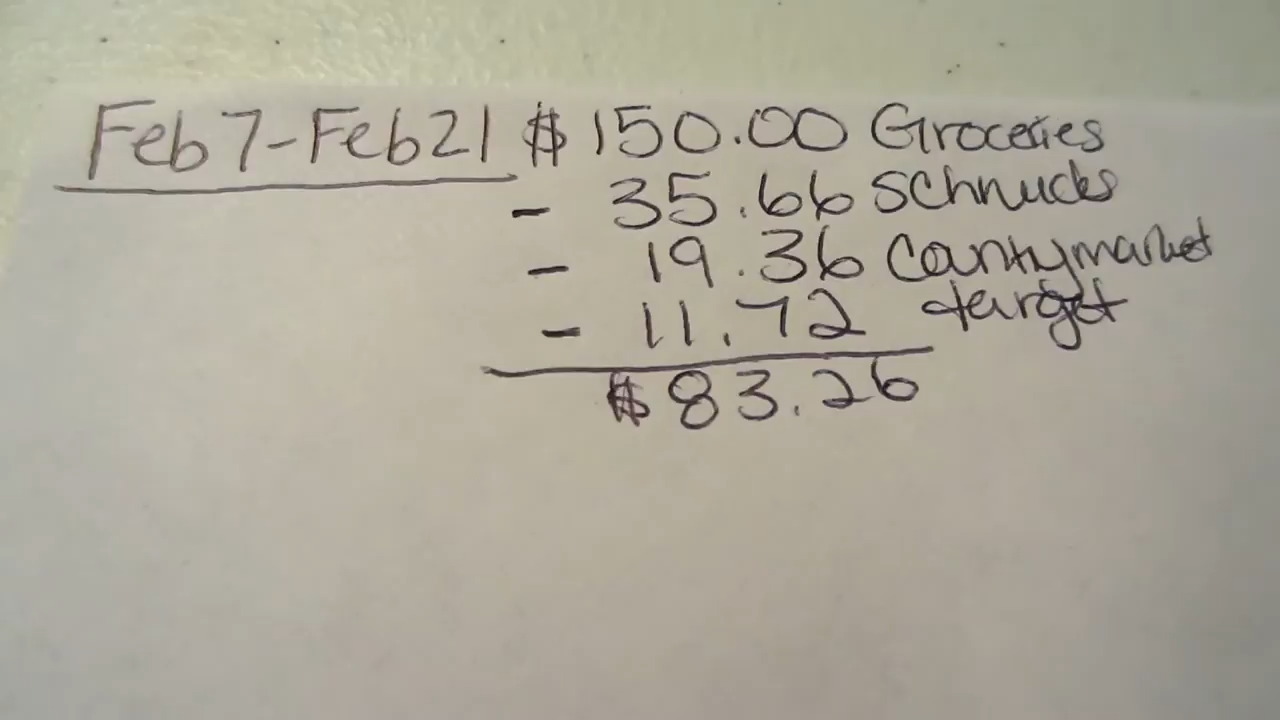 Feb 7-Feb 21 $150.00 Groceries
- 35.66 Schnucks
- 19.36 Countymarket
- 11.72 target
$83.26